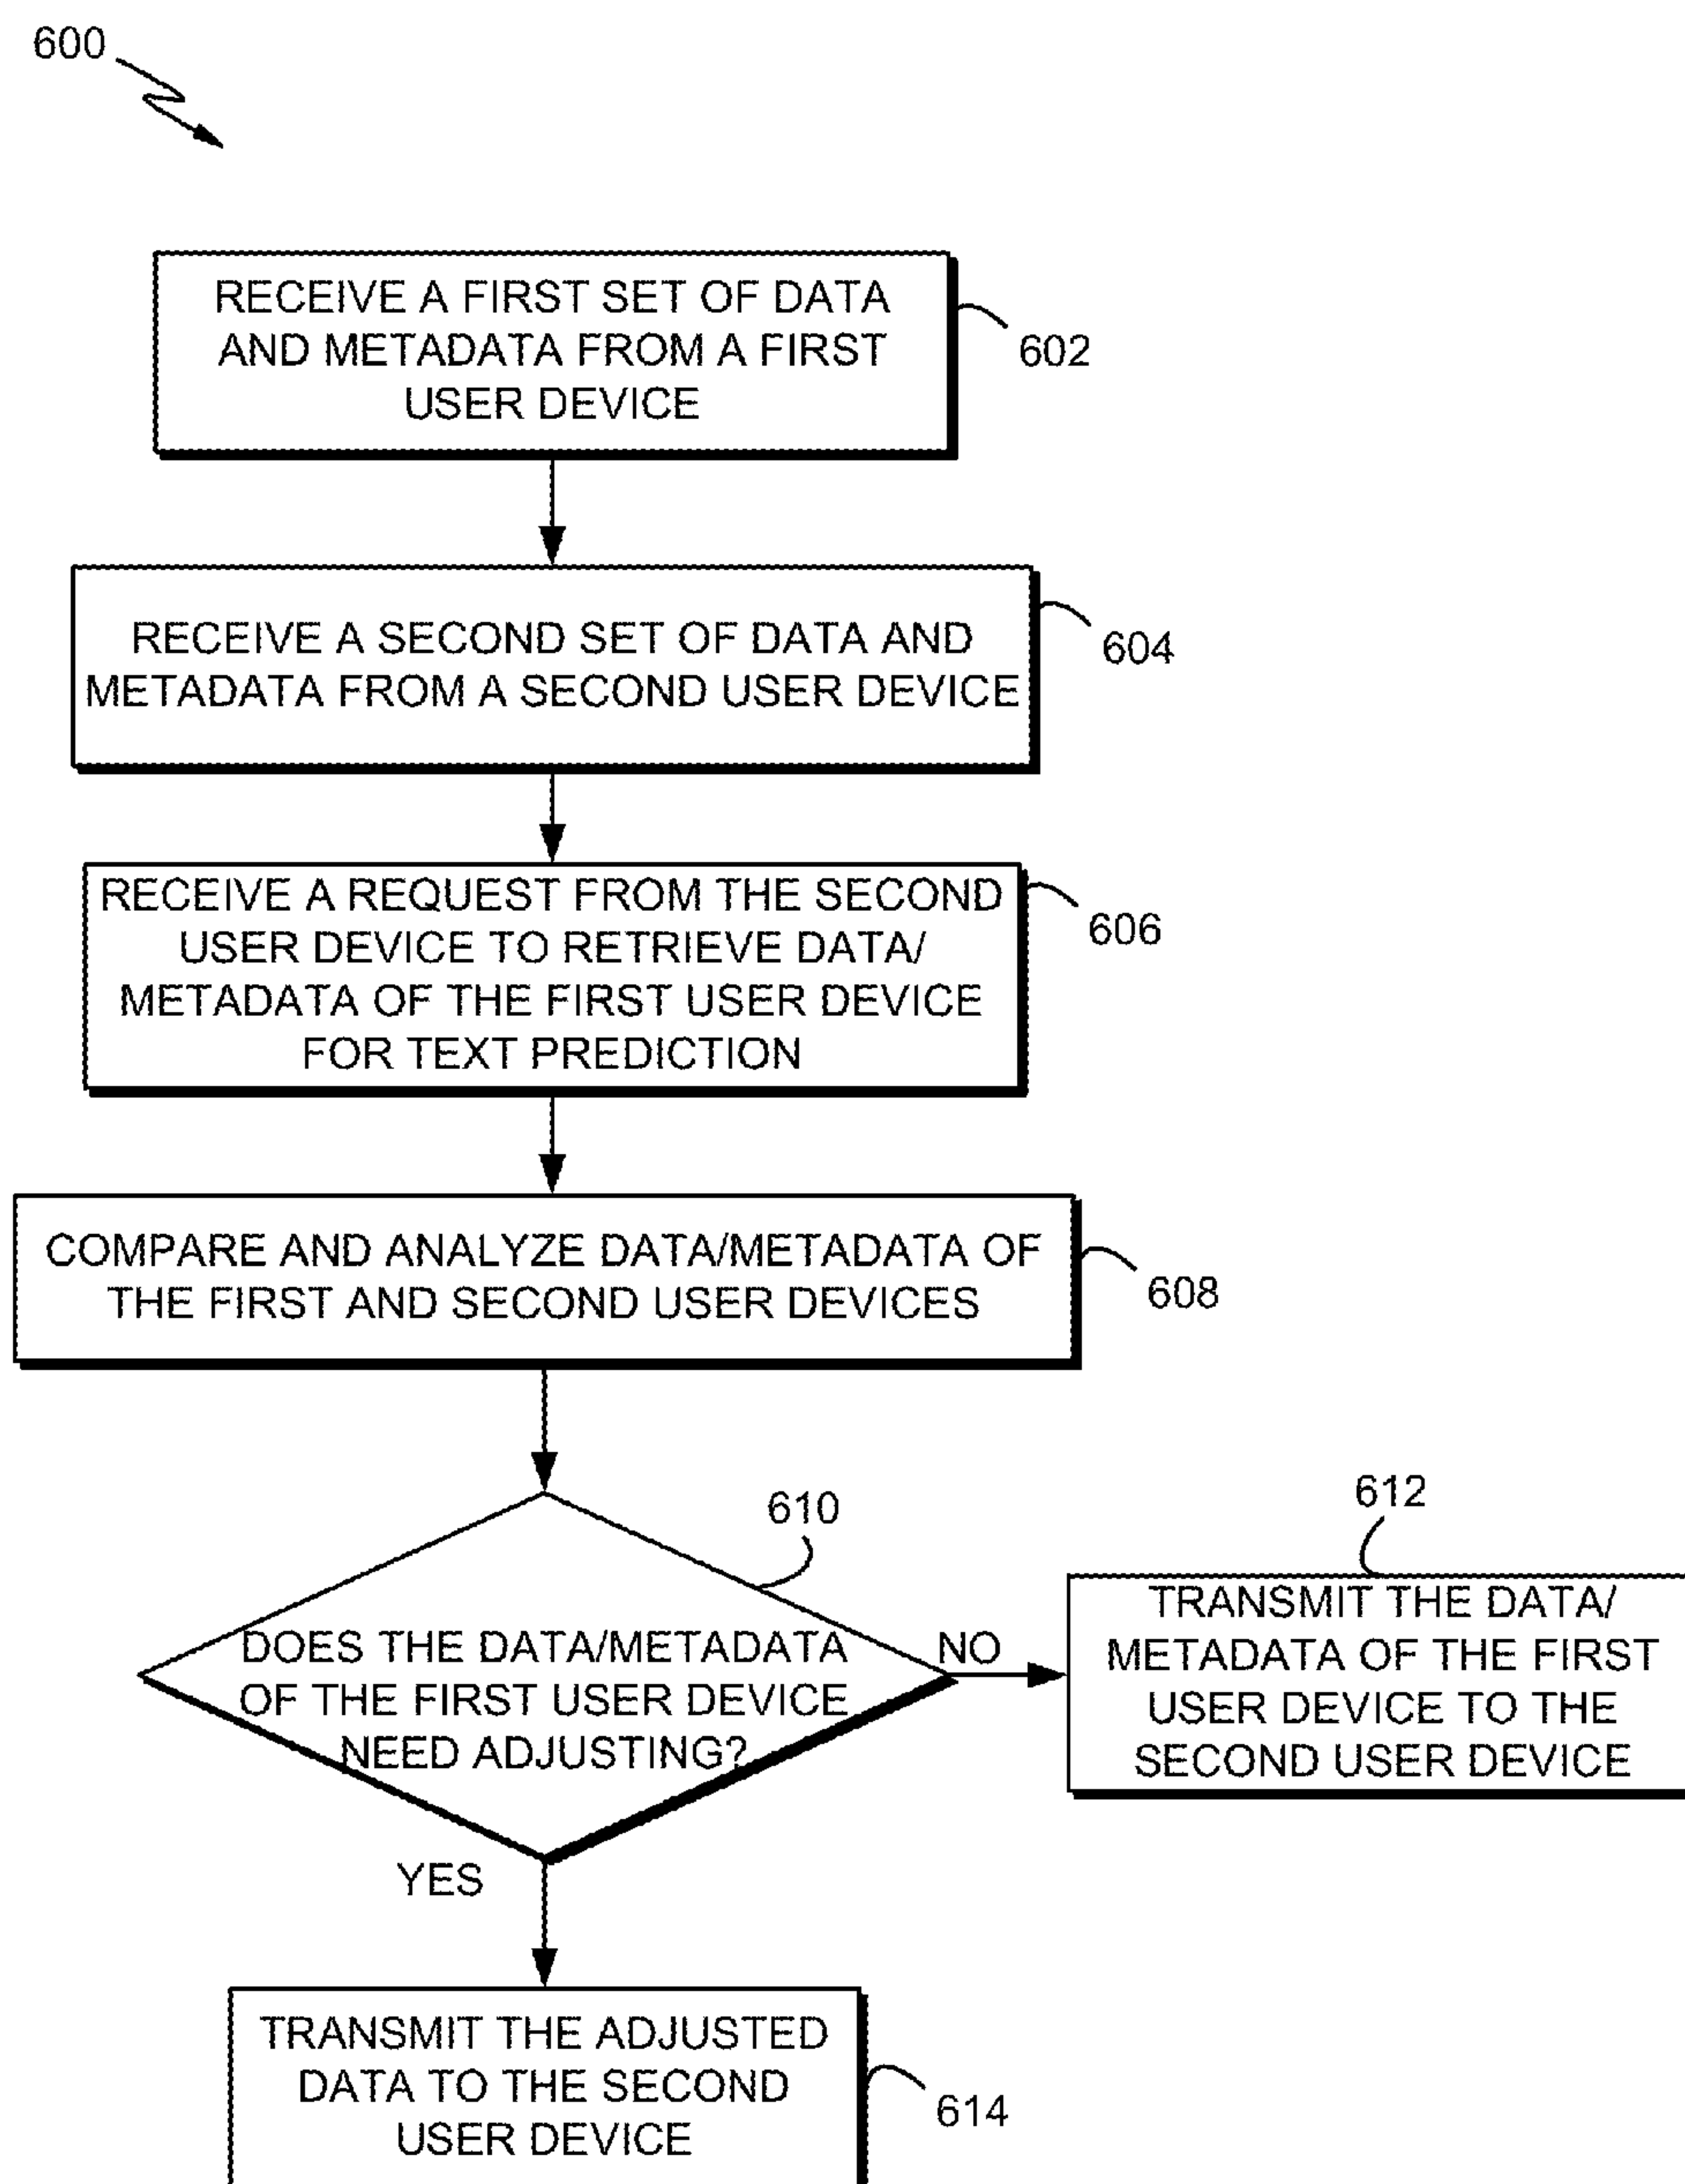 600
RECEIVE A FIRST SET OF DATA
AND METADATA FROM A FIRST
USER DEVICE
602
RECEIVE A SECOND SET OF DATA AND
METADATA FROM A SECOND USER DEVICE
604
RECEIVE A REQUEST FROM THE SECOND
USER DEVICE TO RETRIEVE DATA/
METADATA OF THE FIRST USER DEVICE
FOR TEXT PREDICTION
606
COMPARE AND ANALYZE DATA/METADATA OF
THE FIRST AND SECOND USER DEVICES
608
610
DOES THE DATA/METADATA
OF THE FIRST USER DEVICE
NEED ADJUSTING?
NO
612
TRANSMIT THE DATA/
METADATA OF THE FIRST
USER DEVICE TO THE
SECOND USER DEVICE
YES
TRANSMIT THE ADJUSTED
DATA TO THE SECOND
USER DEVICE
614